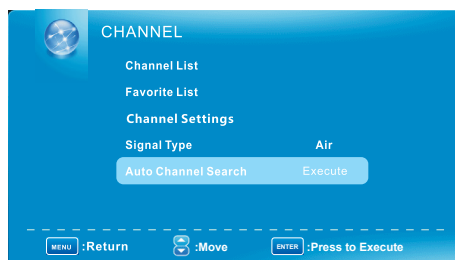 CHANNEL
Channel List
Favorite List
Channel Settings
Signal Type Air
Auto Channel Search Execute
MENU :Return :Move ENTER :Press to Execute